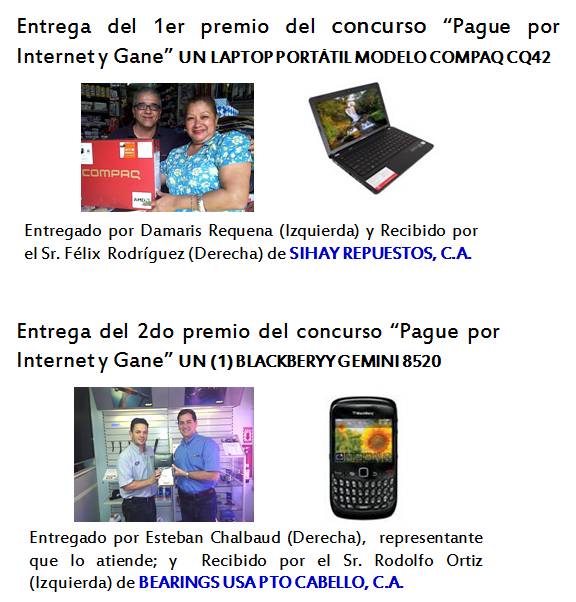 Entrega del 1er premio del concurso “Pague por
Internet y Gane” UN LAPTOP PORTÁTIL MODELO COMPAQ CQ42
COMPAQ
AMD
Entregado por Damaris Requena (Izquierda) y Recibido por
el Sr. Félix Rodríguez (Derecha) de SIHAY REPUESTOS, C.A.
Entrega del 2do premio del concurso “Pague por
Internet y Gane” UN (1) BLACKBERYY GEMINI 8520
BlackBerry
Entregado por Esteban Chalbaud (Derecha), representante
que lo atiende; y Recibido por el Sr. Rodolfo Ortiz
(Izquierda) de BEARINGS USA PTO CABELLO, C.A.